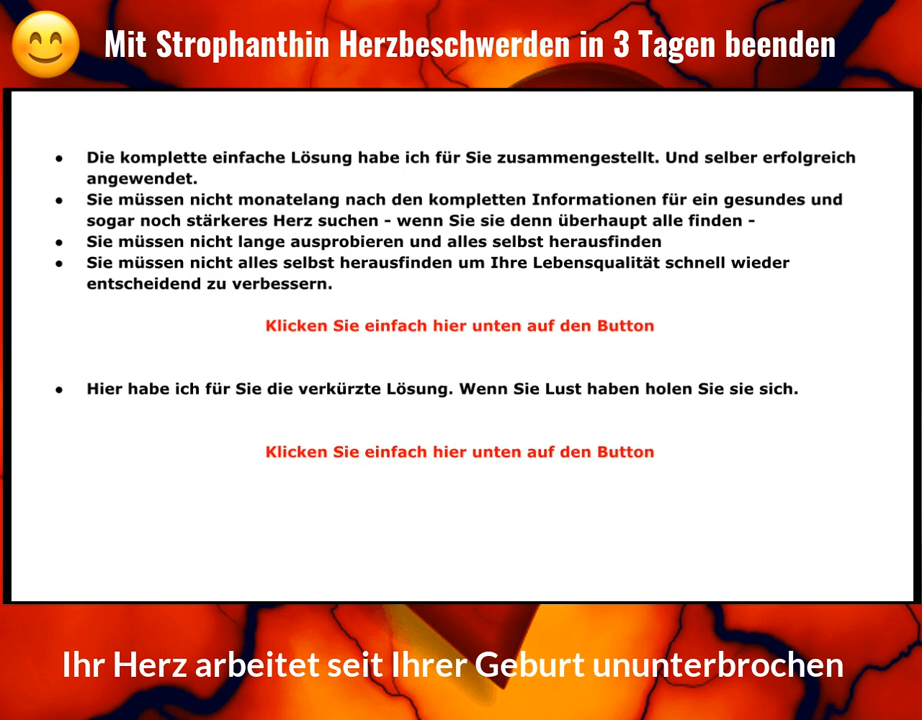 Mit Strophanthin Herzbeschwerden in 3 Tagen beenden
• Die komplette einfache Lösung habe ich für Sie zusammengestellt. Und selber erfolgreich
angewendet.
• Sie müssen nicht monatelang nach den kompletten Informationen für ein gesundes und
sogar noch stärkeres Herz suchen - wenn Sie sie denn überhaupt alle finden -
• Sie müssen nicht lange ausprobieren und alles selbst herausfinden
• Sie müssen nicht alles selbst herausfinden um Ihre Lebensqualität schnell wieder
entscheidend zu verbessern.
Klicken Sie einfach hier unten auf den Button
• Hier habe ich für Sie die verkürzte Lösung. Wenn Sie Lust haben holen Sie sie sich.
Klicken Sie einfach hier unten auf den Button
Ihr Herz arbeitet seit Ihrer Geburt ununterbrochen